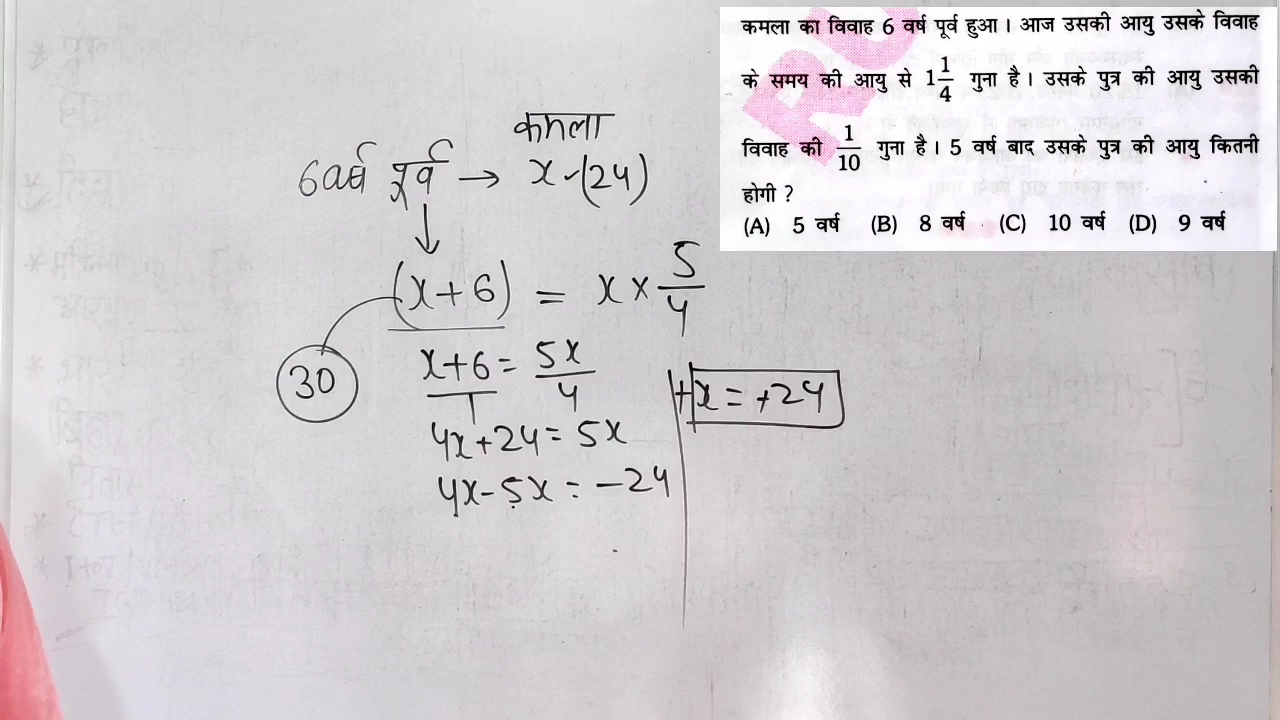 कमला का विवाह 6 वर्ष पूर्व हुआ । आज उसकी आयु उसके विवाह
के समय की आयु से 1 1/4 गुना है । उसके पुत्र की आयु उसकी
विवाह की 1/10 गुना है । 5 वर्ष बाद उसके पुत्र की आयु कितनी
होगी ?
(A) 5 वर्ष (B) 8 वर्ष (C) 10 वर्ष (D) 9 वर्ष
कमला
6 वर्ष पूर्व → x - (24)
↓
(x + 6) = x × 5/4
30
x + 6 = 5x/4
4x + 24 = 5x
4x - 5x = - 24
+x = +24